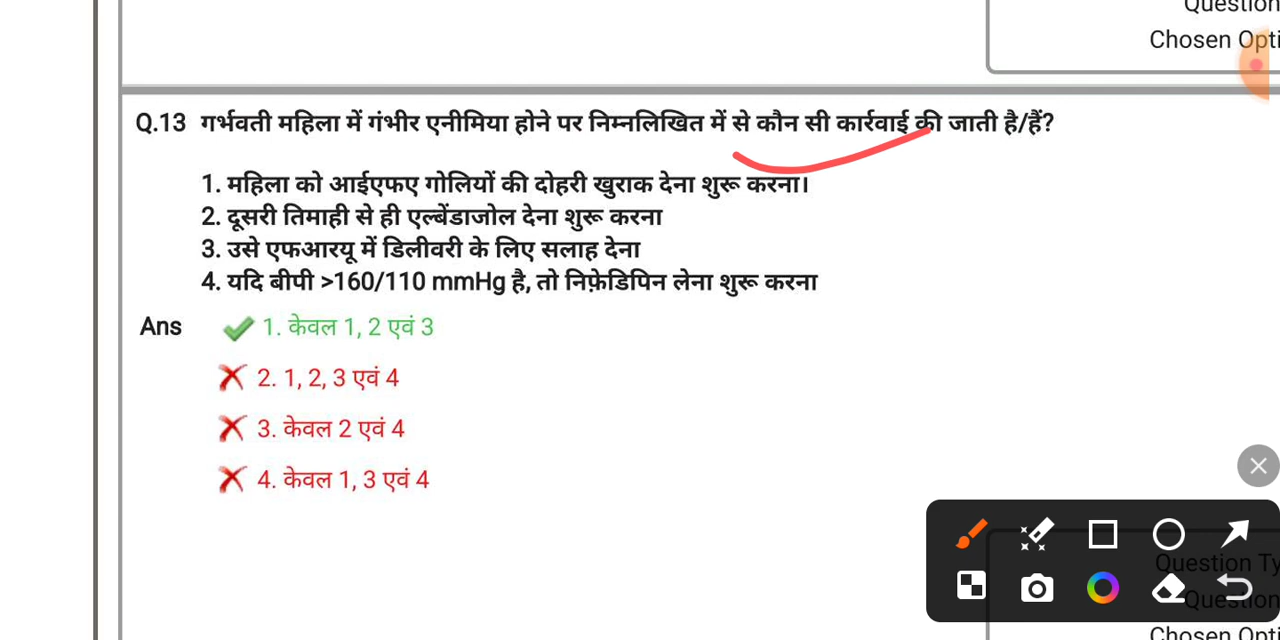 Question
Chosen Opti
Q.13 गर्भवती महिला में गंभीर एनीमिया होने पर निम्नलिखित में से कौन सी कार्रवाई की जाती है/हैं?
1. महिला को आईएफए गोलियों की दोहरी खुराक देना शुरू करना।
2. दूसरी तिमाही से ही एल्बेंडाजोल देना शुरू करना
3. उसे एफआरयू में डिलीवरी के लिए सलाह देना
4. यदि बीपी >160/110 mmHg है, तो निफ़ेडिपिन लेना शुरू करना
Ans 1. केवल 1, 2 एवं 3
2. 1, 2, 3 एवं 4
3. केवल 2 एवं 4
4. केवल 1, 3 एवं 4
Question Ty
Question
Chosen Opti